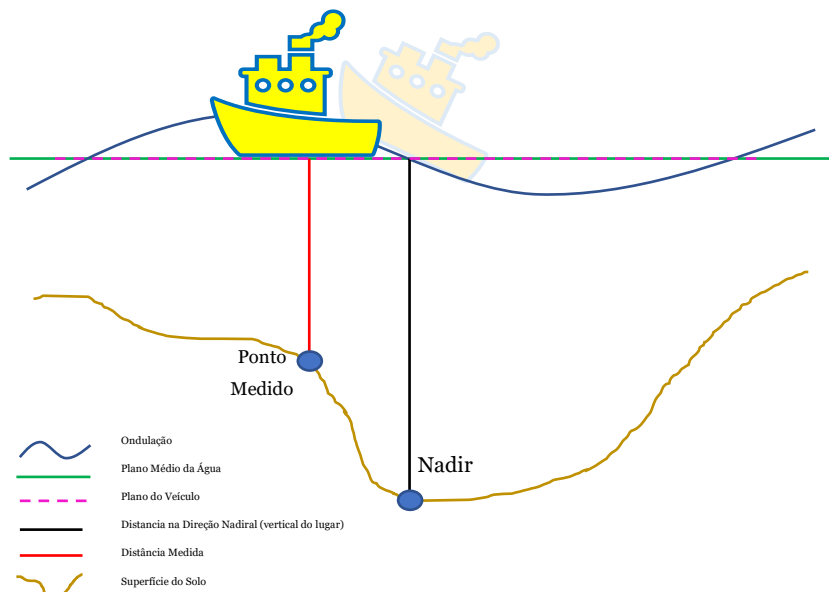 Ponto
Medido
Nadir
Ondulação
Plano Médio da Água
Plano do Veículo
Distancia na Direção Nadiral (vertical do lugar)
Distância Medida
Superfície do Solo